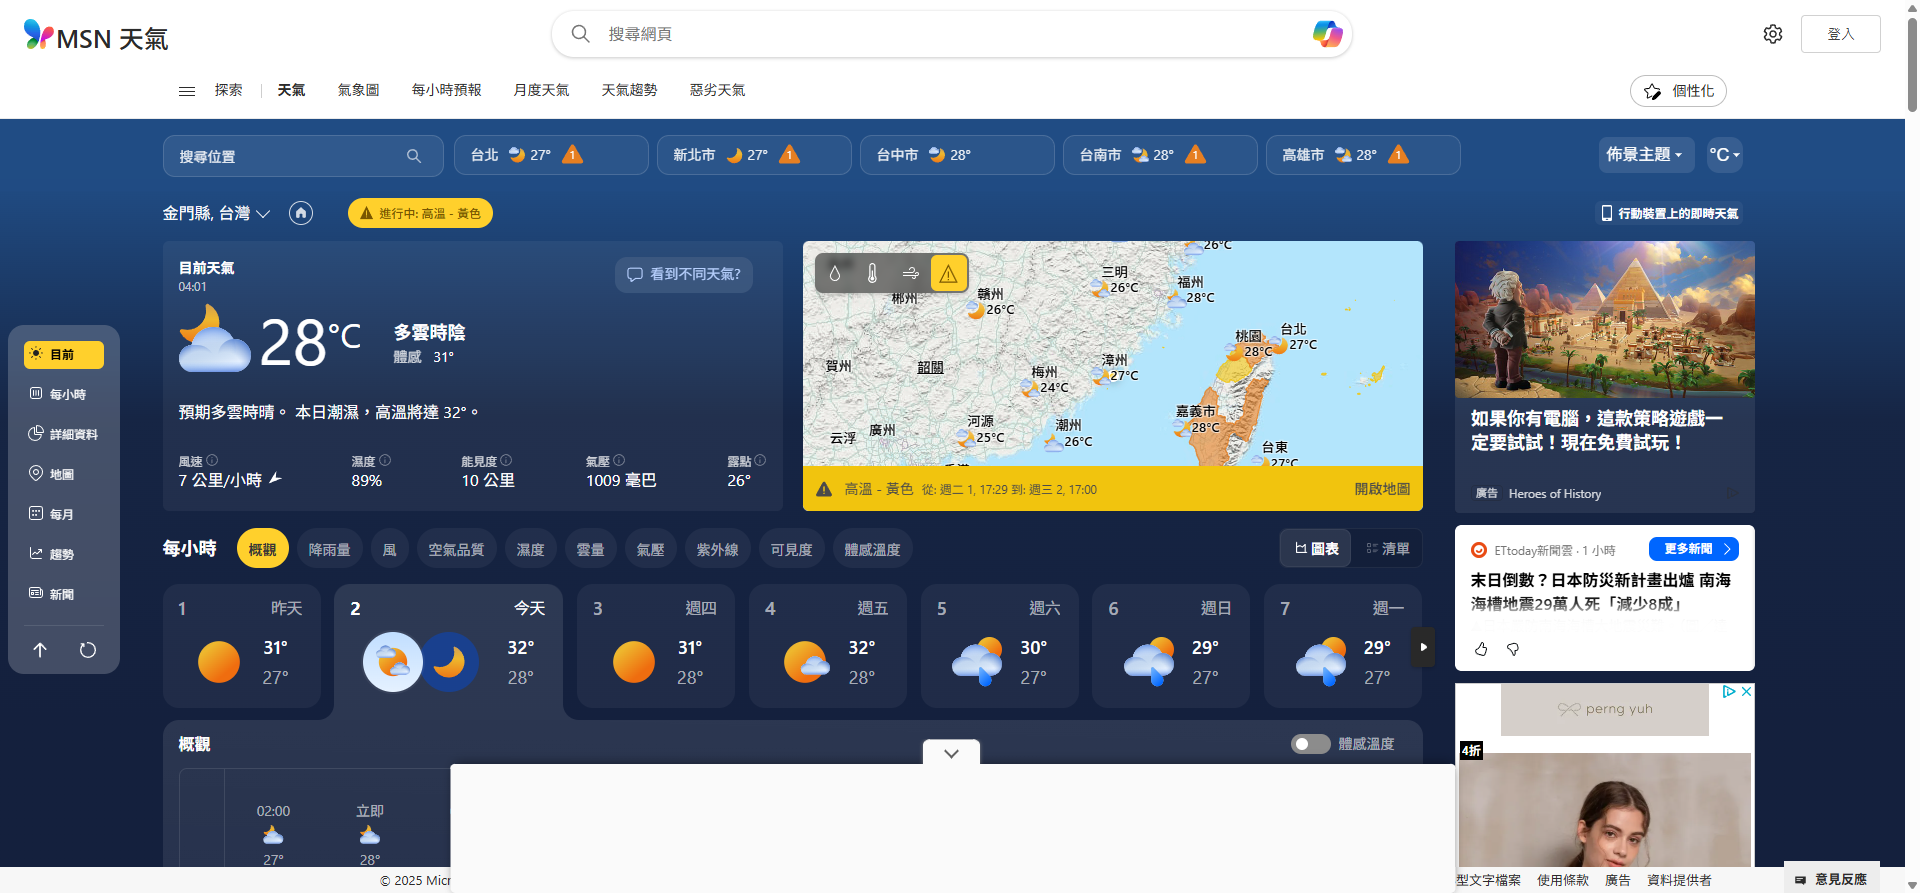 MSN 天氣
搜尋網頁
登入
探索
天氣
氣象圖
每小時預報
月度天氣
天氣趨勢
惡劣天氣
個性化
搜尋位置
台北 27° 1
新北市 27° 1
台中市 28°
台南市 28° 1
高雄市 28° 1
佈景主題
°C
金門縣, 台灣
進行中: 高溫 - 黃色
行動裝置上的即時天氣
目前天氣
04:01
看到不同天氣?
28°C
多雲時陰
體感 31°
預期多雲時晴。 本日潮濕，高溫將達 32°。
風速
7 公里/小時
濕度
89%
能見度
10 公里
氣壓
1009 毫巴
露點
26°
26°C
三明
26°C
福州
28°C
郴州
贛州
26°C
台北
27°C
桃園
28°C
賀州
韶關
漳州
27°C
梅州
24°C
嘉義市
28°C
河源
25°C
潮州
26°C
云浮
廣州
台東
27°C
高溫 - 黃色 從: 週二 1, 17:29 到: 週三 2, 17:00
開啟地圖
如果你有電腦，這款策略遊戲一
定要試試！現在免費試玩！
廣告 Heroes of History
目前
每小時
詳細資料
地圖
每月
趨勢
新聞
每小時
概觀
降雨量
風
空氣品質
濕度
雲量
氣壓
紫外線
可見度
體感溫度
圖表
清單
1 昨天
31°
27°
2 今天
32°
28°
3 週四
31°
28°
4 週五
32°
28°
5 週六
30°
27°
6 週日
29°
27°
7 週一
29°
27°
ETtoday新聞雲 · 1 小時
更多新聞
末日倒數？日本防災新計畫出爐 南海
海槽地震29萬人死「減少8成」
perng yuh
4折
概觀
體感溫度
02:00
27°
立即
28°
© 2025 Micr
型文字檔案
使用條款
廣告
資料提供者
意見反應